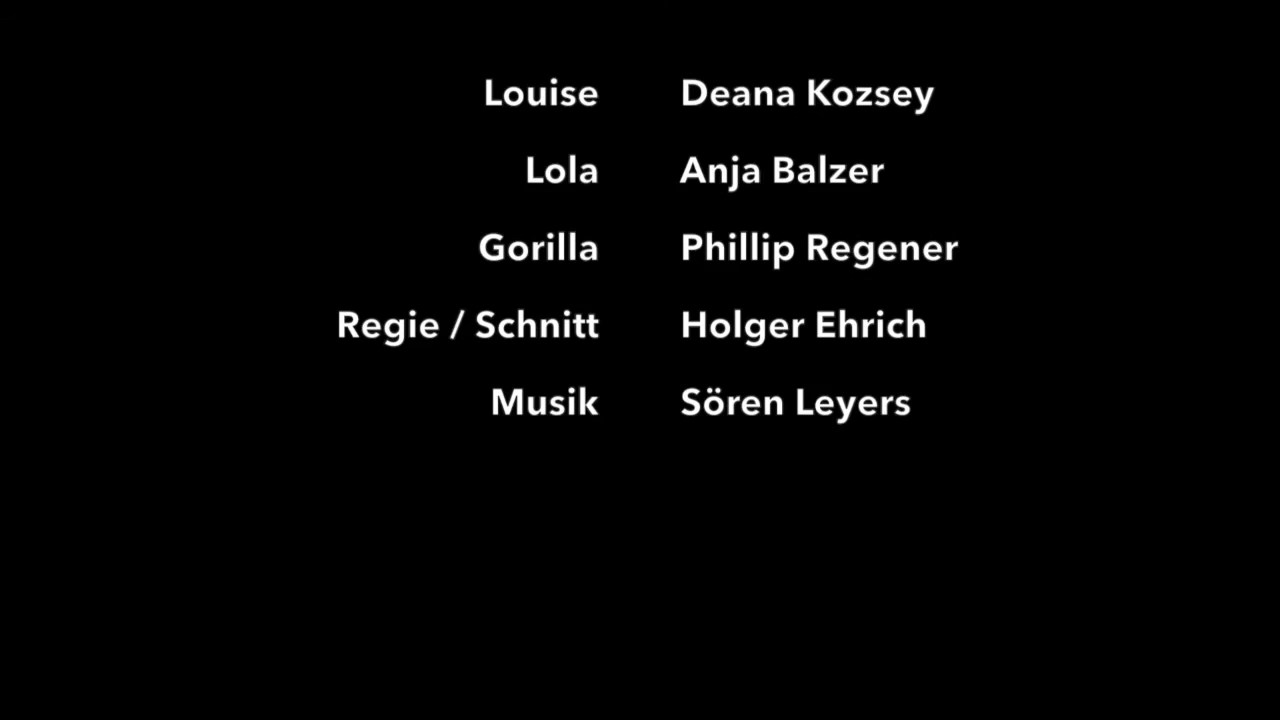 Louise Deana Kozsey
Lola Anja Balzer
Gorilla Phillip Regener
Regie / Schnitt Holger Ehrich
Musik Sören Leyers